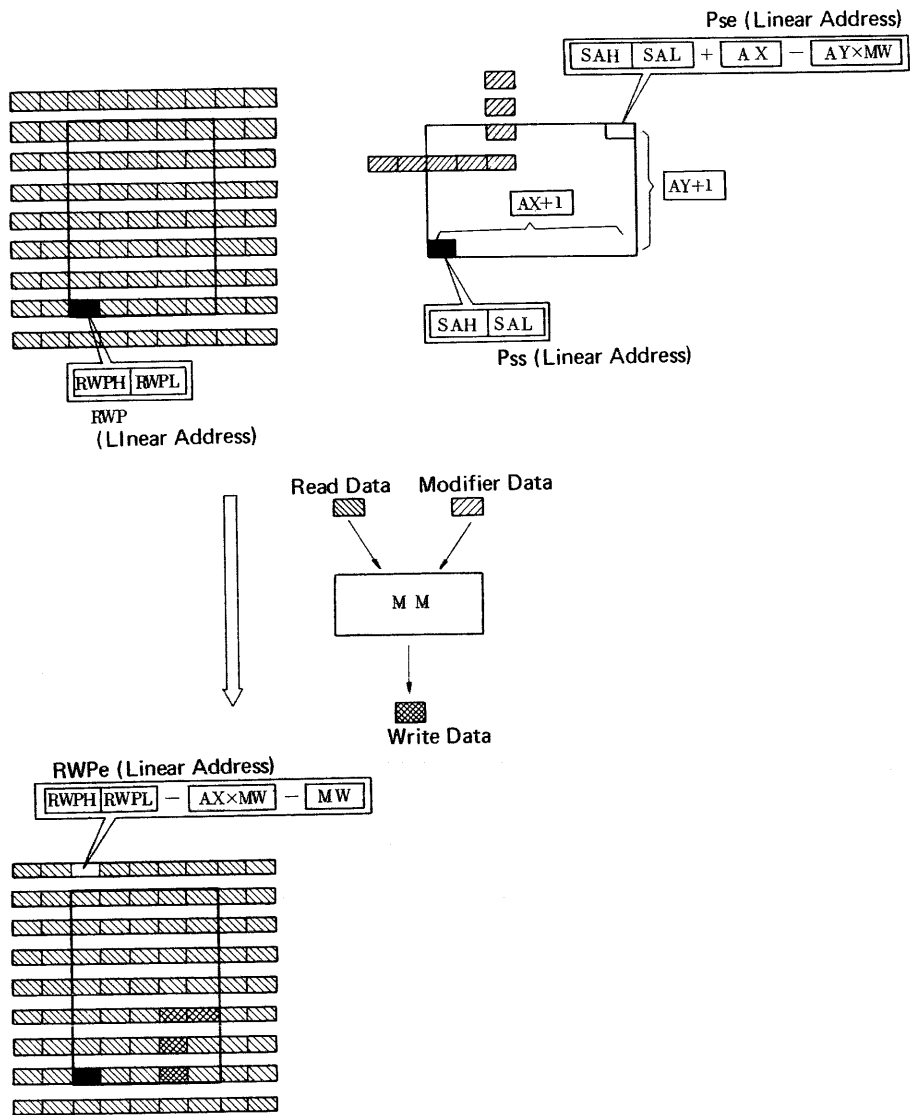 Pse (Linear Address)
SAH SAL + AX − AY×MW
AX+1
AY+1
SAH SAL
Pss (Linear Address)
RWPH RWPL
RWP
(LInear Address)
Read Data Modifier Data
M M
Write Data
RWPe (Linear Address)
RWPH RWPL − AX×MW − MW